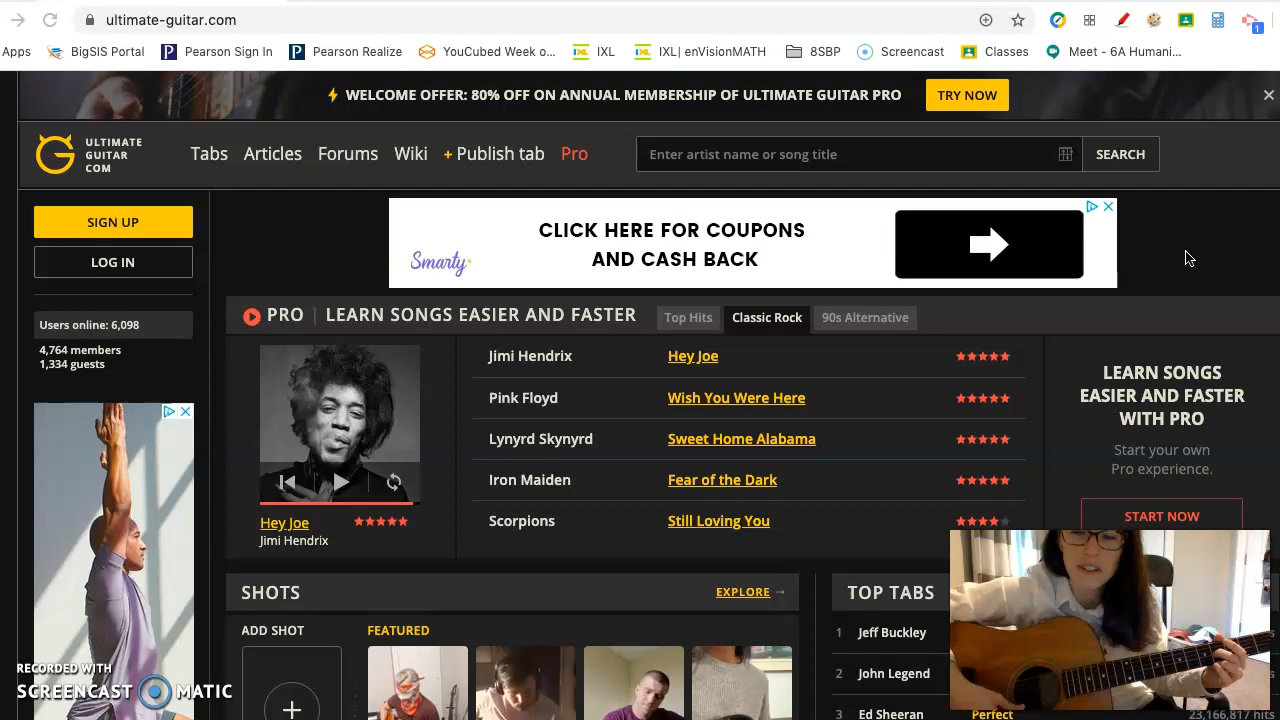 ultimate-guitar.com
Apps BigSIS Portal Pearson Sign In Pearson Realize YouCubed Week o... IXL IXL| enVisionMATH 8SBP Screencast Classes Meet - 6A Humani...
1
WELCOME OFFER: 80% OFF ON ANNUAL MEMBERSHIP OF ULTIMATE GUITAR PRO TRY NOW
ULTIMATE
GUITAR
COM
Tabs Articles Forums Wiki + Publish tab Pro
Enter artist name or song title SEARCH
SIGN UP
LOG IN
Users online: 6,098
4,764 members
1,334 guests
Smarty
CLICK HERE FOR COUPONS
AND CASH BACK
PRO | LEARN SONGS EASIER AND FASTER Top Hits Classic Rock 90s Alternative
Hey Joe
Jimi Hendrix
Jimi Hendrix Hey Joe
Pink Floyd Wish You Were Here
Lynyrd Skynyrd Sweet Home Alabama
Iron Maiden Fear of the Dark
Scorpions Still Loving You
LEARN SONGS
EASIER AND FASTER
WITH PRO
Start your own
Pro experience.
START NOW
SHOTS EXPLORE →
ADD SHOT FEATURED
TOP TABS
1 Jeff Buckley
2 John Legend
3 Ed Sheeran Perfect 23,166,817 hits
RECORDED WITH
SCREENCAST MATIC